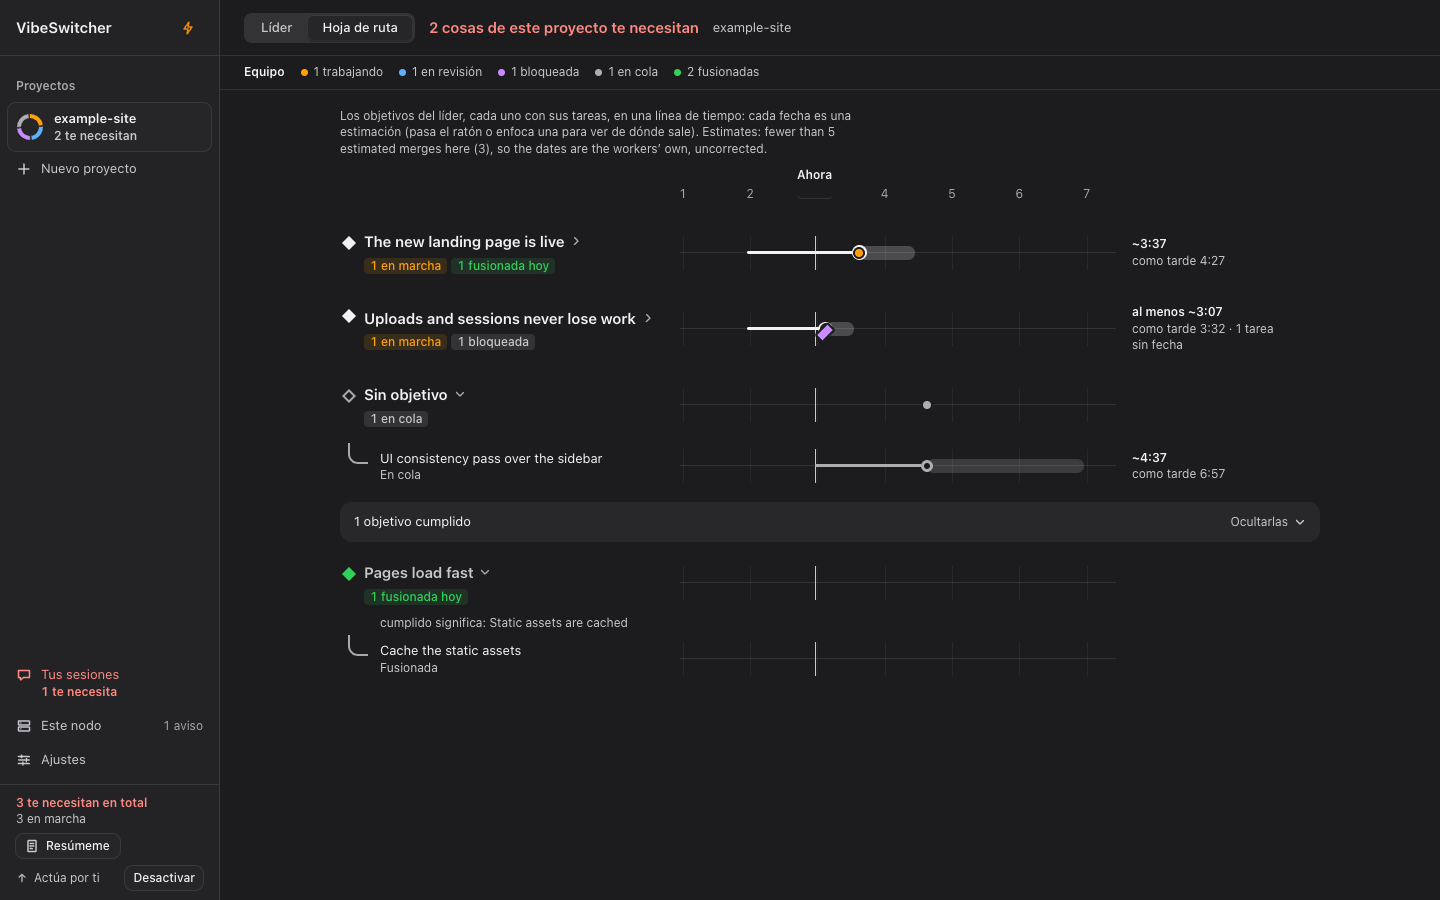 VibeSwitcher
Proyectos
example-site
2 te necesitan
Nuevo proyecto
Tus sesiones
1 te necesita
Este nodo
1 aviso
Ajustes
3 te necesitan en total
3 en marcha
Resúmeme
Actúa por ti
Desactivar
Líder
Hoja de ruta
2 cosas de este proyecto te necesitan
example-site
Equipo
1 trabajando
1 en revisión
1 bloqueada
1 en cola
2 fusionadas
Los objetivos del líder, cada uno con sus tareas, en una línea de tiempo: cada fecha es una
estimación (pasa el ratón o enfoca una para ver de dónde sale). Estimates: fewer than 5
estimated merges here (3), so the dates are the workers’ own, uncorrected.
Ahora
1 2 4 5 6 7
The new landing page is live
1 en marcha
1 fusionada hoy
~3:37
como tarde 4:27
Uploads and sessions never lose work
1 en marcha
1 bloqueada
al menos ~3:07
como tarde 3:32 · 1 tarea
sin fecha
Sin objetivo
1 en cola
UI consistency pass over the sidebar
En cola
~4:37
como tarde 6:57
1 objetivo cumplido
Ocultarlas
Pages load fast
1 fusionada hoy
cumplido significa: Static assets are cached
Cache the static assets
Fusionada